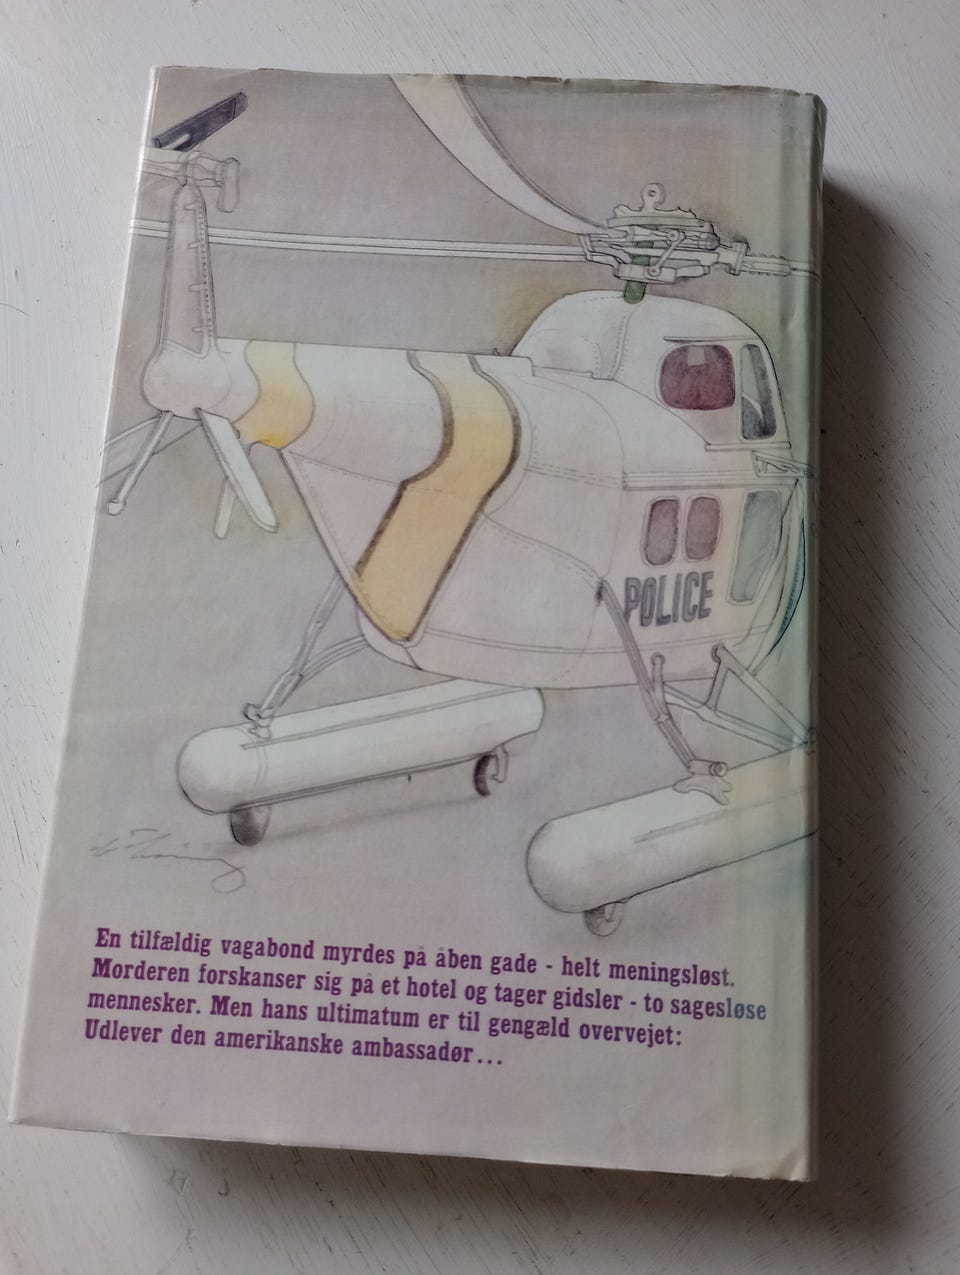 POLICE
En tilfældig vagabond myrdes på åben gade - helt meningsløst.
Morderen forskanser sig på et hotel og tager gidsler - to sagesløse
mennesker. Men hans ultimatum er til gengæld overvejet:
Udlever den amerikanske ambassadør...